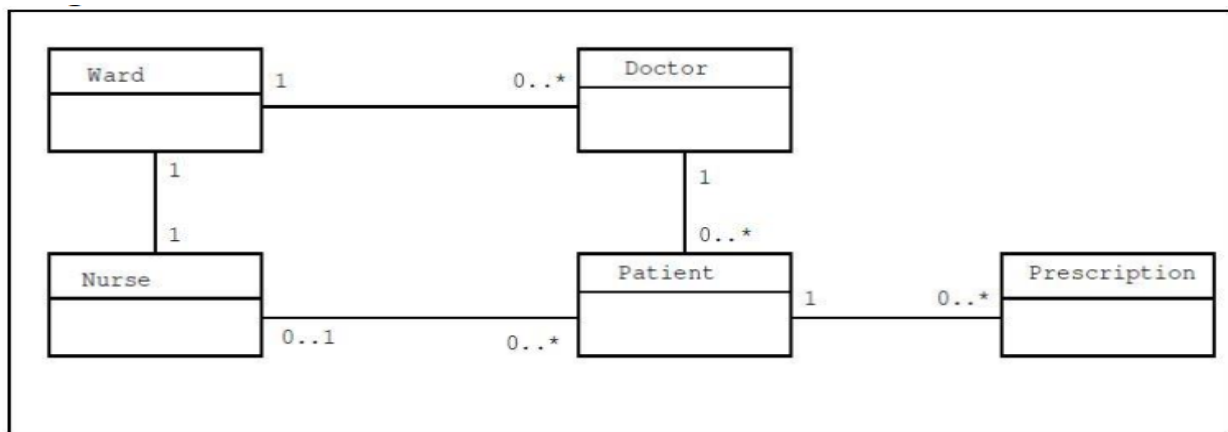 Ward
Doctor
1
0..*
1
1
1
0..*
Nurse
Patient
Prescription
1
0..*
0..1
0..*